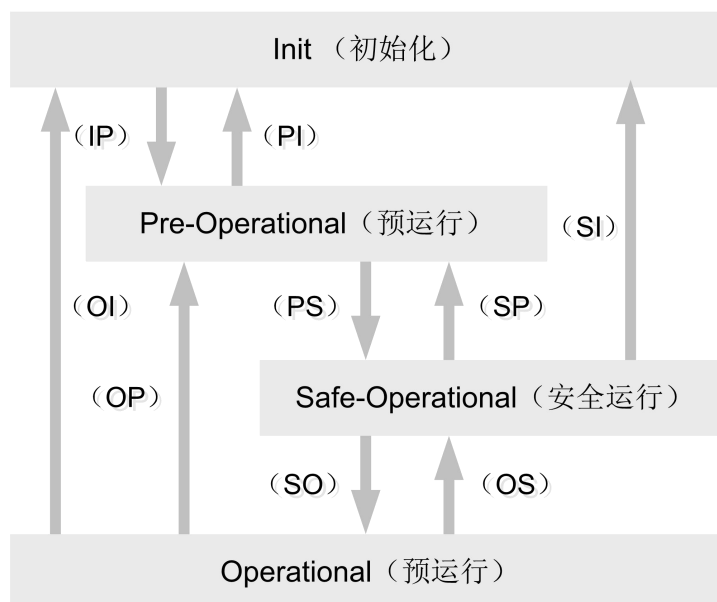 Init （初始化）
（IP）
（PI）
Pre-Operational（预运行）
（SI）
（OI）
（PS）
（SP）
（OP）
Safe-Operational（安全运行）
（SO）
（OS）
Operational（预运行）